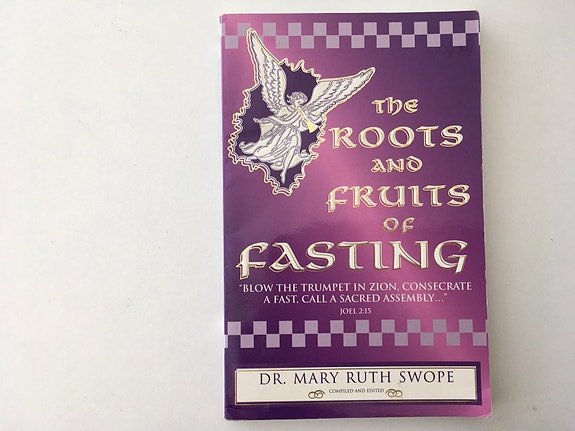 THE
ROOTS
AND
FRUITS
OF
FASTING
“BLOW THE TRUMPET IN ZION, CONSECRATE
A FAST, CALL A SACRED ASSEMBLY...”
JOEL 2:15
DR. MARY RUTH SWOPE
COMPILED AND EDITED